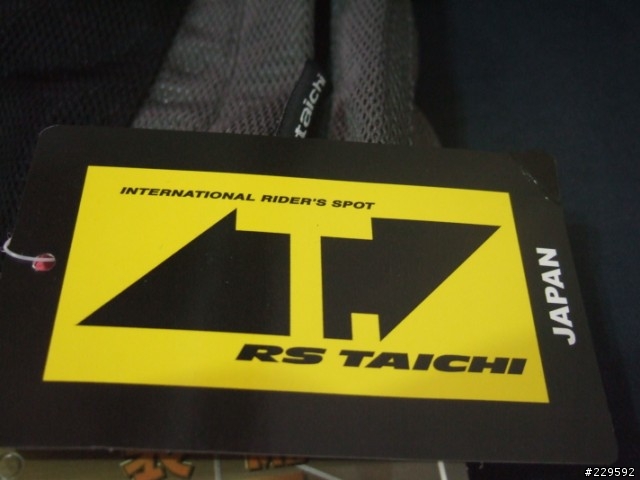 taichi
INTERNATIONAL RIDER'S SPOT
RS TAICHI
JAPAN
#229592